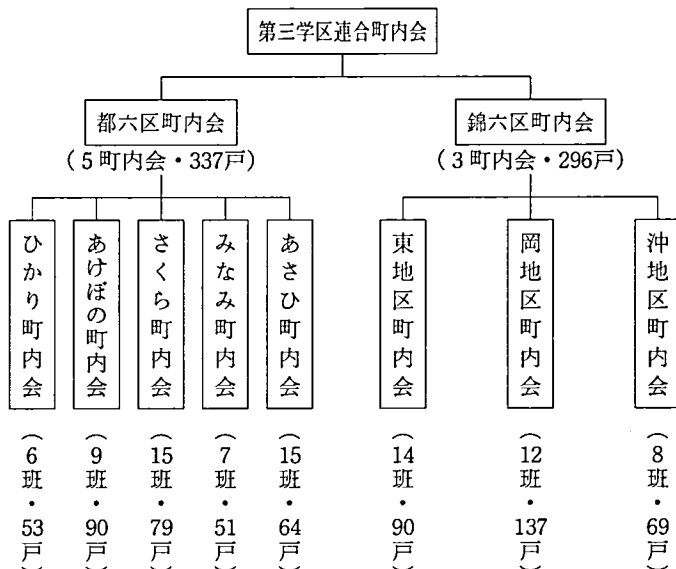 第三学区連合町内会
都六区町内会
(5町内会・337戸)
錦六区町内会
(3町内会・296戸)
ひかり町内会
(6班・53戸)
あけぼの町内会
(9班・90戸)
さくら町内会
(15班・79戸)
みなみ町内会
(7班・51戸)
あさひ町内会
(15班・64戸)
東地区町内会
(14班・90戸)
岡地区町内会
(12班・137戸)
沖地区町内会
(8班・69戸)